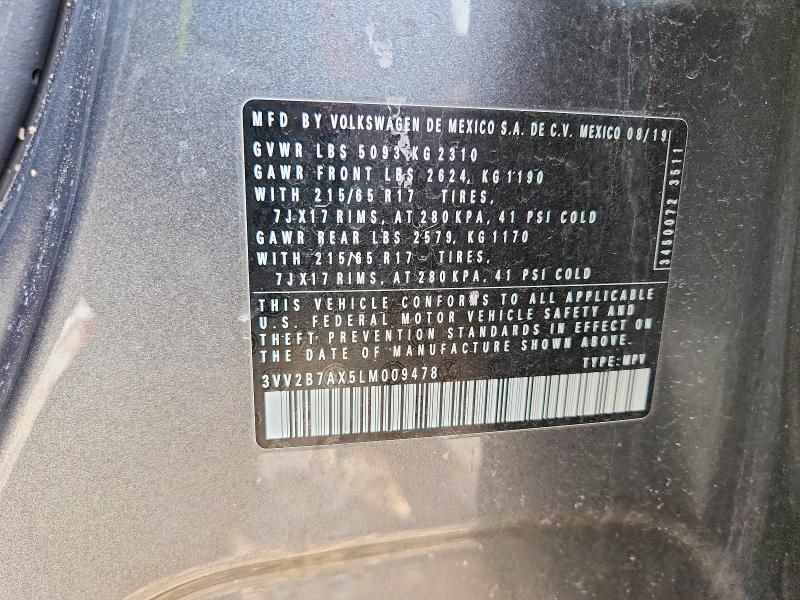 MFD BY VOLKSWAGEN DE MEXICO S.A. DE C.V. MEXICO 08/19
GVWR LBS 5093 KG 2310
GAWR FRONT LBS 2624, KG 1190
WITH 215/65 R17 TIRES,
7JX17 RIMS, AT 280 KPA, 41 PSI COLD
GAWR REAR LBS 2579, KG 1170
WITH 215/65 R17 TIRES,
7JX17 RIMS, AT 280 KPA, 41 PSI COLD
THIS VEHICLE CONFORMS TO ALL APPLICABLE
U.S. FEDERAL MOTOR VEHICLE SAFETY AND
THEFT PREVENTION STANDARDS IN EFFECT ON
THE DATE OF MANUFACTURE SHOWN ABOVE.
3VV2B7AX5LM009478 TYPE: MPV
3460072 3611